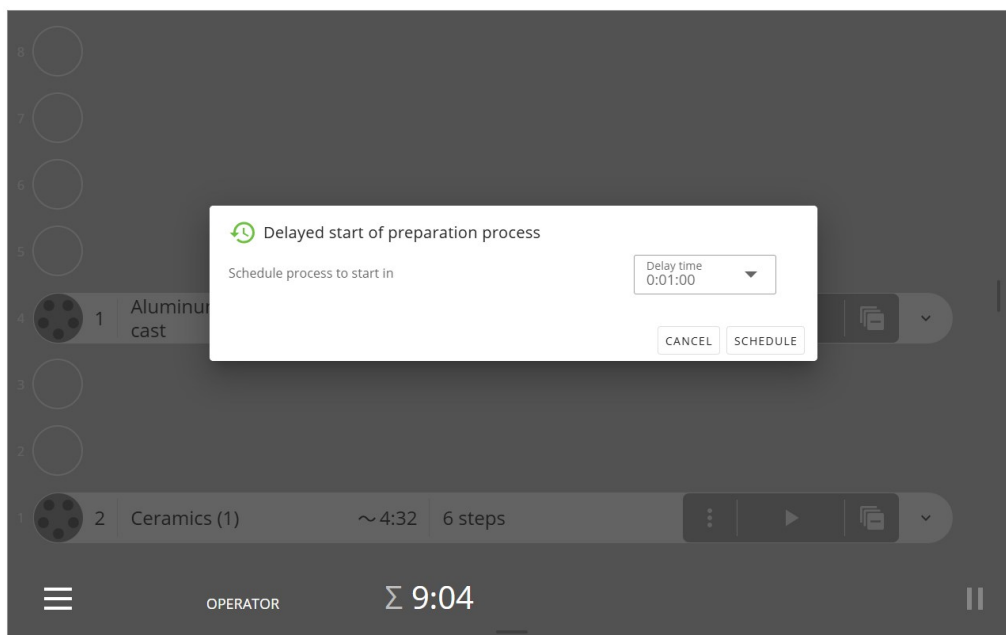 8
7
6
5
Delayed start of preparation process
Schedule process to start in
Delay time
0:01:00
CANCEL SCHEDULE
4 1
cast
3
2
1 2 Ceramics (1) ~4:32 6 steps
OPERATOR Σ 9:04